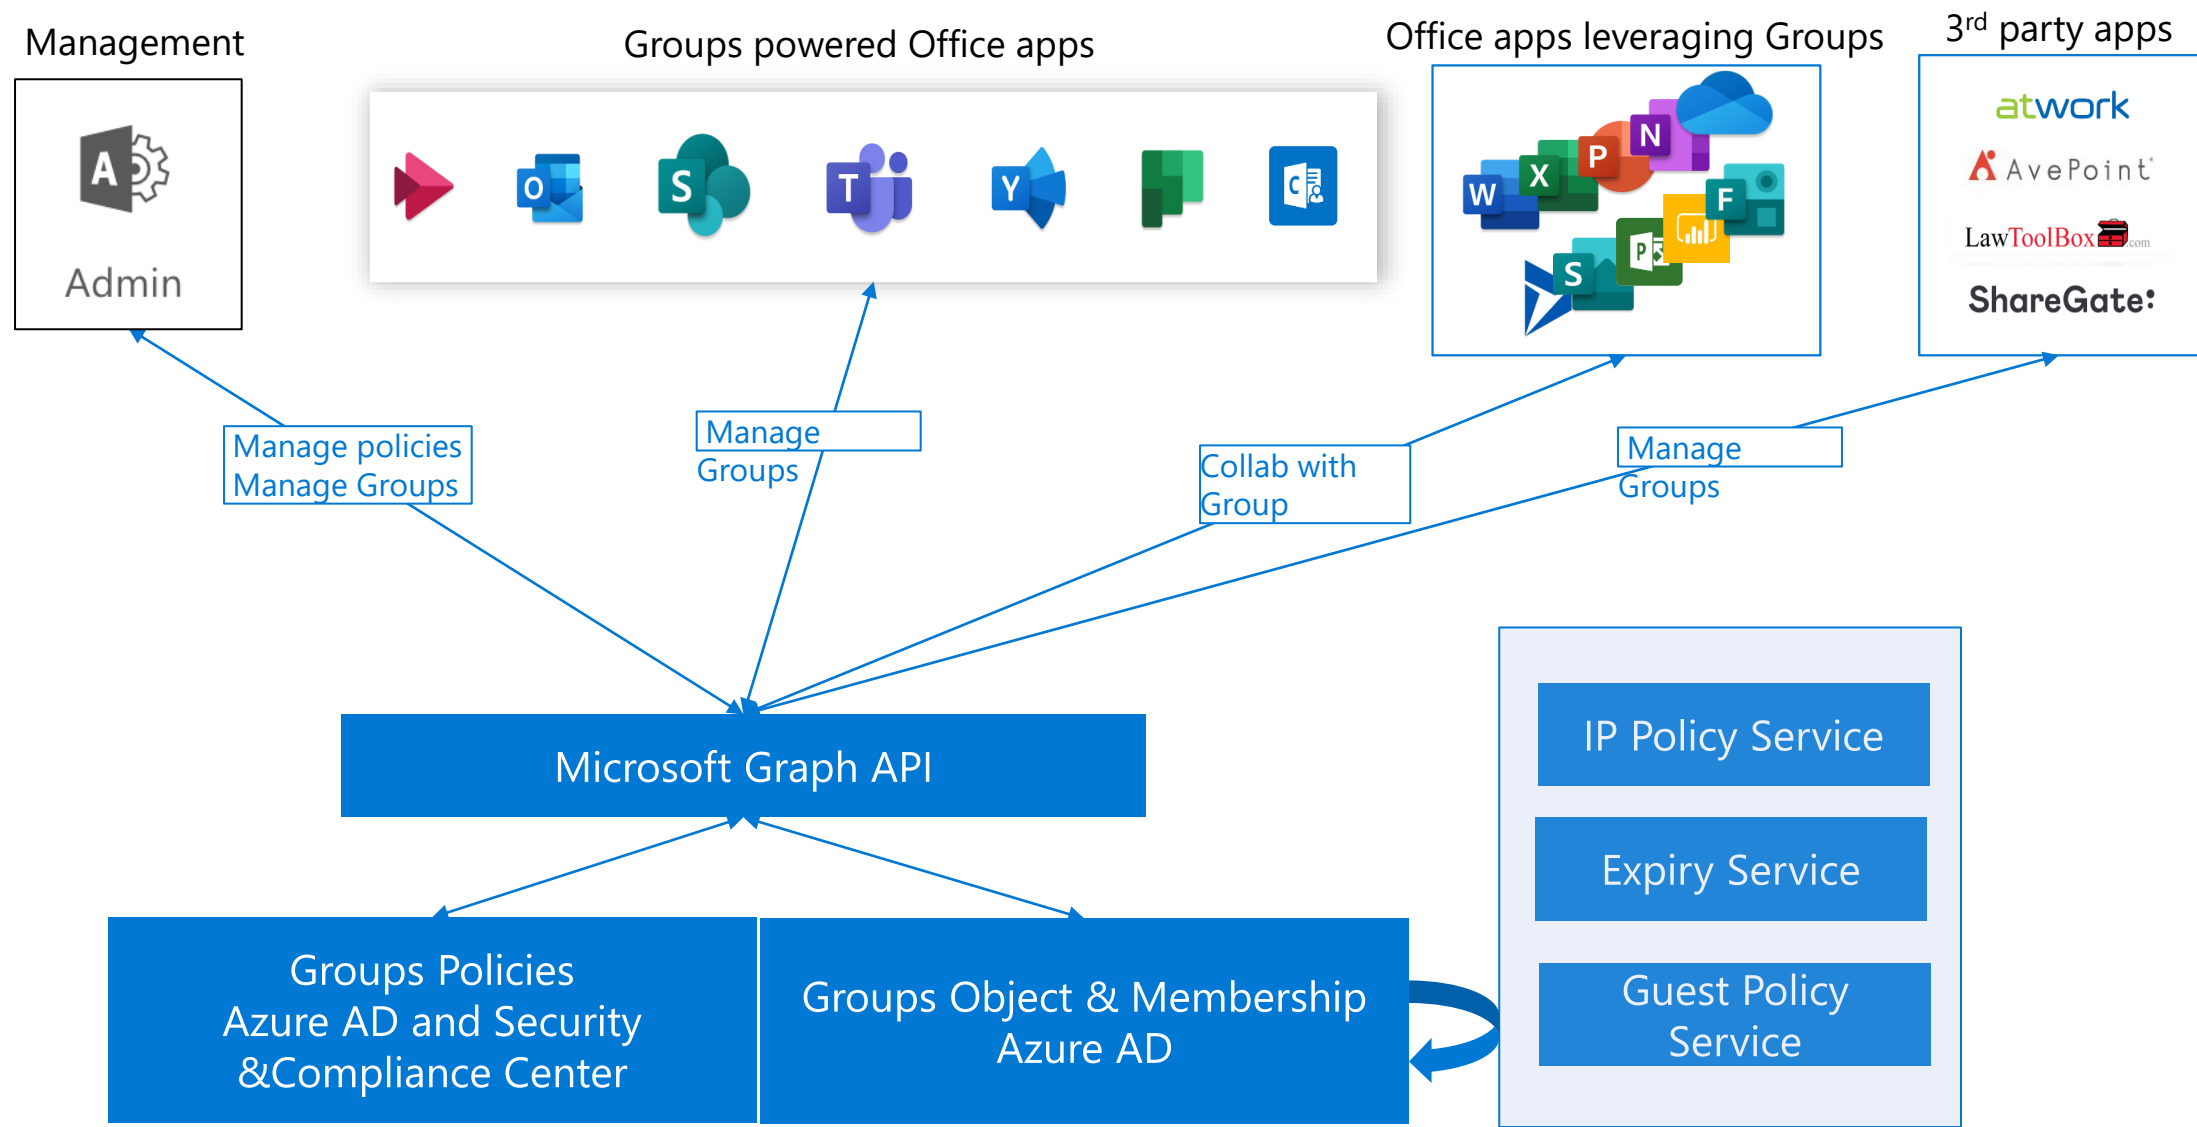 Management
Groups powered Office apps
Office apps leveraging Groups
3rd party apps
A
Admin
O
S
T
Y
C
W
X
P
N
F
P
S
atwork
AvePoint
LawToolBox.com
ShareGate:
Manage policies
Manage Groups
Manage
Groups
Collab with
Group
Manage
Groups
Microsoft Graph API
IP Policy Service
Expiry Service
Guest Policy
Service
Groups Policies
Azure AD and Security
&Compliance Center
Groups Object & Membership
Azure AD